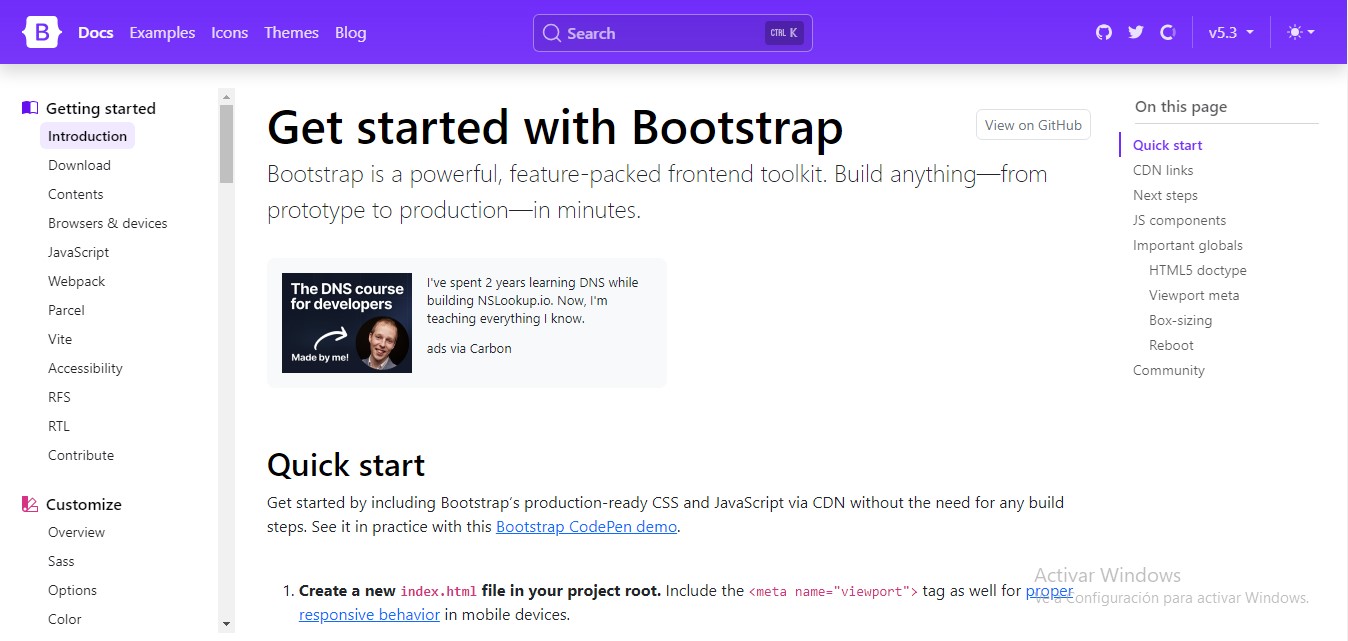 B Docs Examples Icons Themes Blog Search CTRL K v5.3
Getting started
Introduction
Download
Contents
Browsers & devices
JavaScript
Webpack
Parcel
Vite
Accessibility
RFS
RTL
Contribute
Customize
Overview
Sass
Options
Color
Get started with Bootstrap
View on GitHub
Bootstrap is a powerful, feature-packed frontend toolkit. Build anything—from
prototype to production—in minutes.
The DNS course
for developers
Made by me!
I've spent 2 years learning DNS while
building NSLookup.io. Now, I'm
teaching everything I know.
ads via Carbon
Quick start
Get started by including Bootstrap’s production-ready CSS and JavaScript via CDN without the need for any build
steps. See it in practice with this Bootstrap CodePen demo.
1. Create a new index.html file in your project root. Include the <meta name="viewport"> tag as well for proper
responsive behavior in mobile devices.
On this page
Quick start
CDN links
Next steps
JS components
Important globals
HTML5 doctype
Viewport meta
Box-sizing
Reboot
Community
Activar Windows
Ve a Configuración para activar Windows.